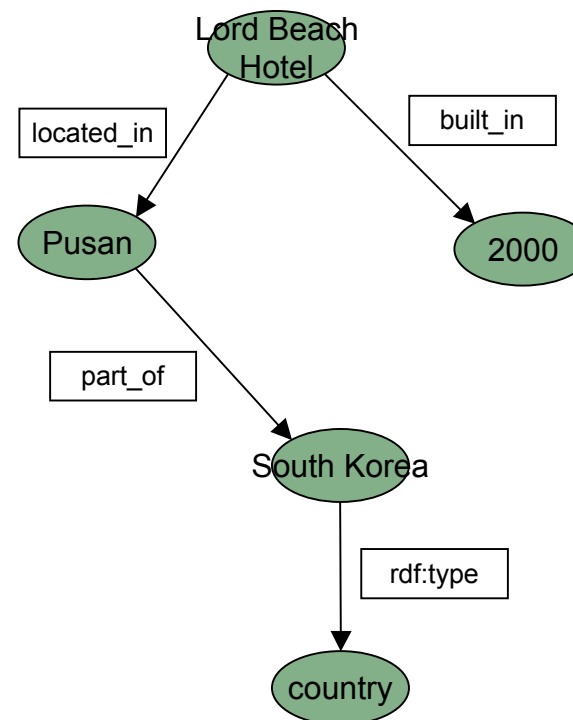 Lord Beach
Hotel
located_in
built_in
Pusan
2000
part_of
South Korea
rdf:type
country